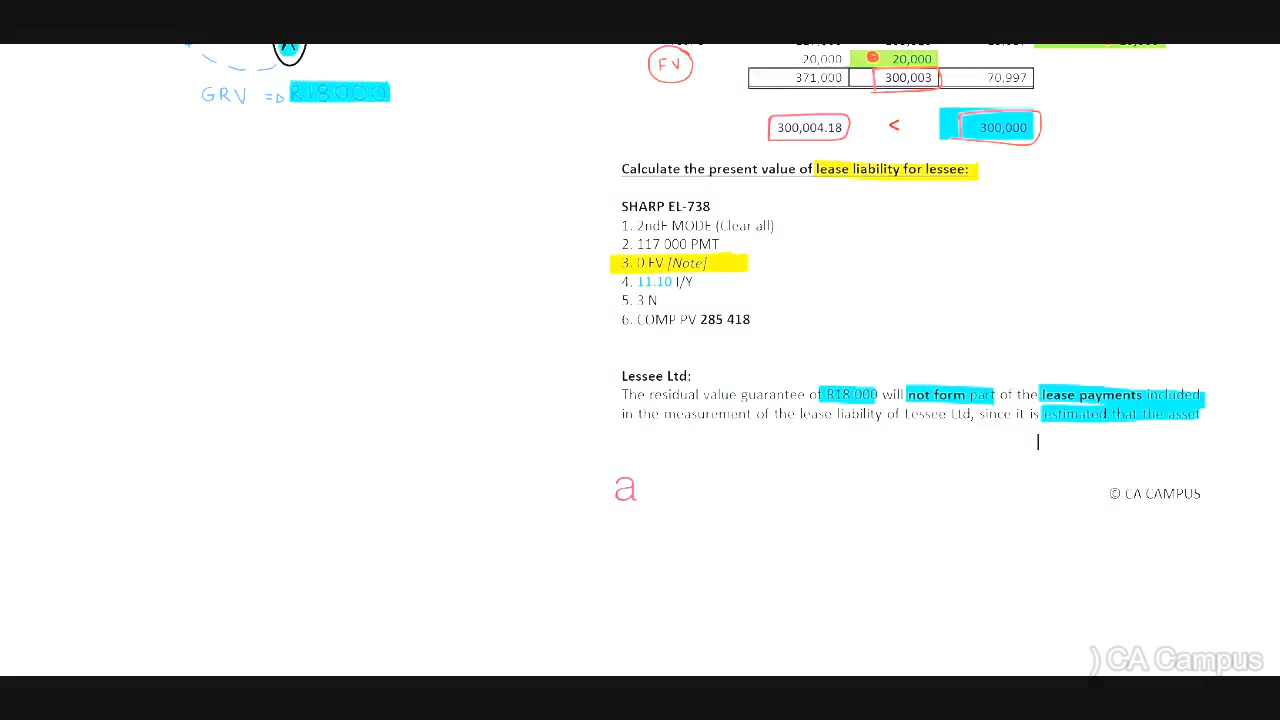 GRV => R18000
FV
20,000 20,000
371,000 300,003 70,997
300,004.18 < 300,000
Calculate the present value of lease liability for lessee:
SHARP EL-738
1. 2ndF MODE (Clear all)
2. 117 000 PMT
3. 0 FV [Note]
4. 11.10 I/Y
5. 3 N
6. COMP PV 285 418
Lessee Ltd:
The residual value guarantee of R18 000 will not form part of the lease payments included
in the measurement of the lease liability of Lessee Ltd, since it is estimated that the asset
a
© CA CAMPUS
) CA Campus